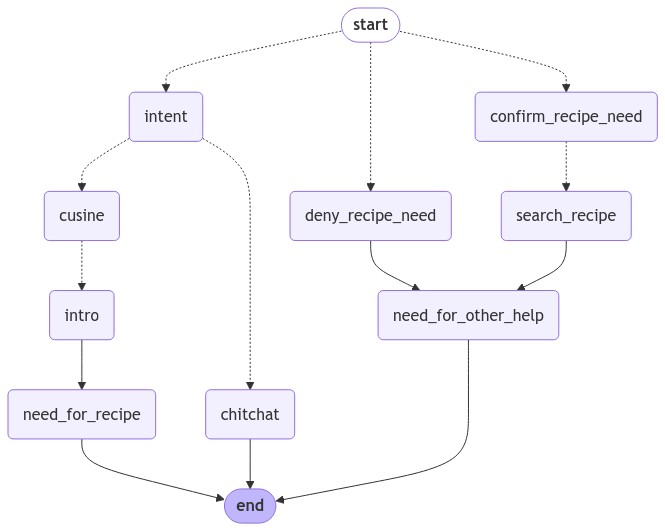 start
intent
confirm_recipe_need
cusine
deny_recipe_need
search_recipe
intro
need_for_other_help
need_for_recipe
chitchat
end